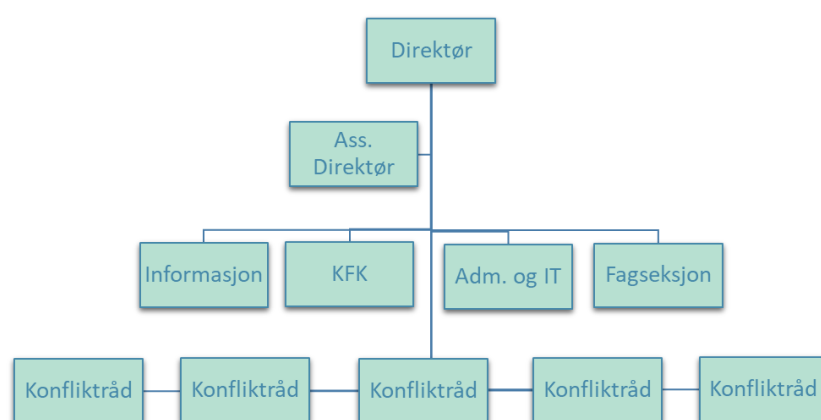 Direktør
Ass.
Direktør
Informasjon
KFK
Adm. og IT
Fagseksjon
Konfliktråd
Konfliktråd
Konfliktråd
Konfliktråd
Konfliktråd